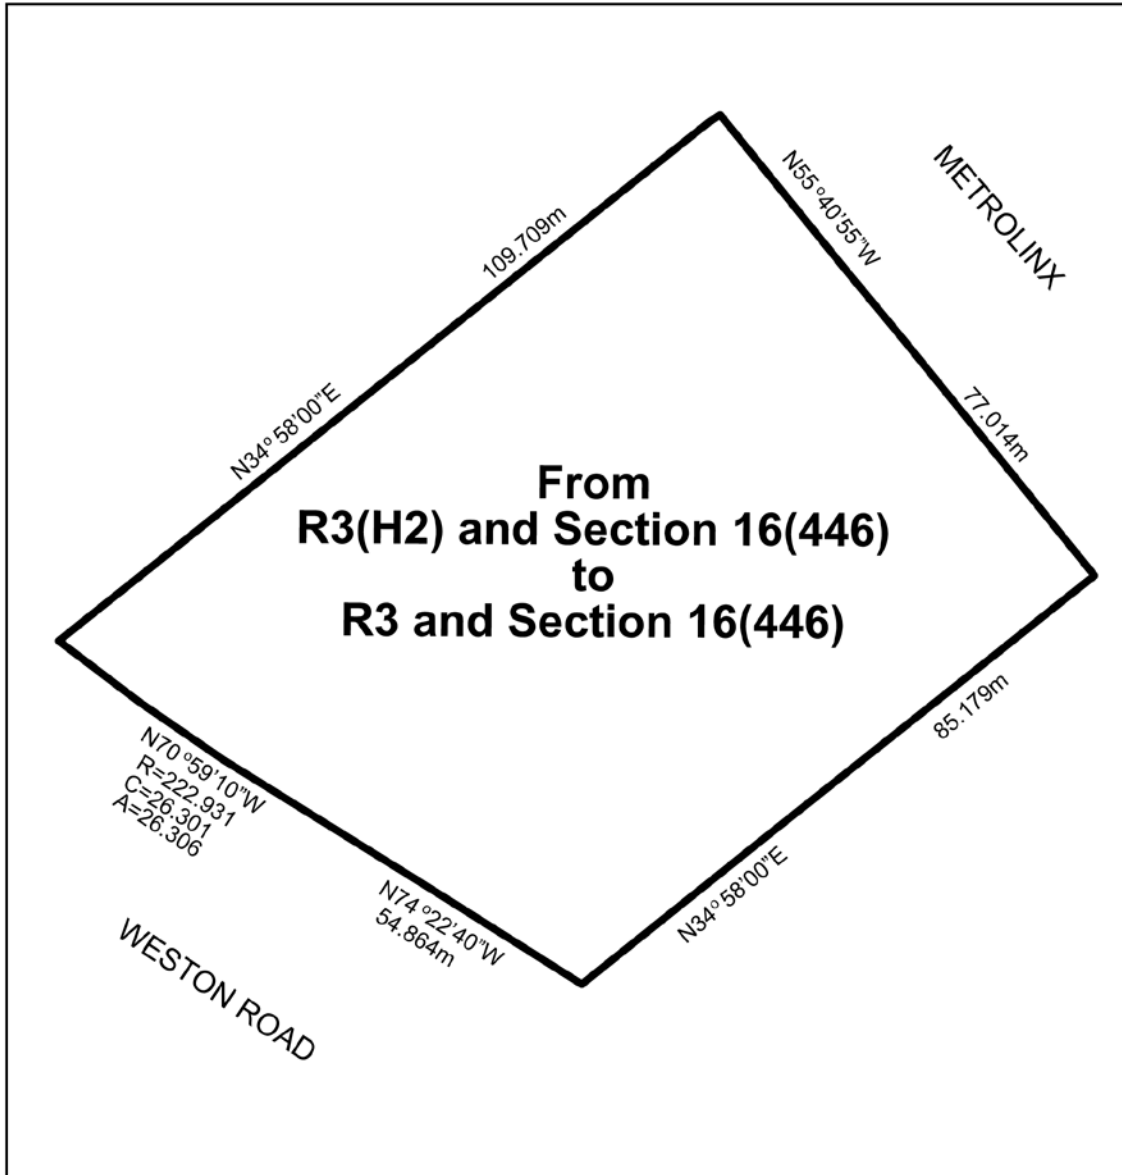 METROLINX
N55°40'55"W
77.014m
109.709m
N34°58'00"E
From
R3(H2) and Section 16(446)
to
R3 and Section 16(446)
85.179m
N34°58'00"E
N70°59'10"W
R=222.931
C=26.301
A=26.306
N74°22'40"W
54.864m
WESTON ROAD